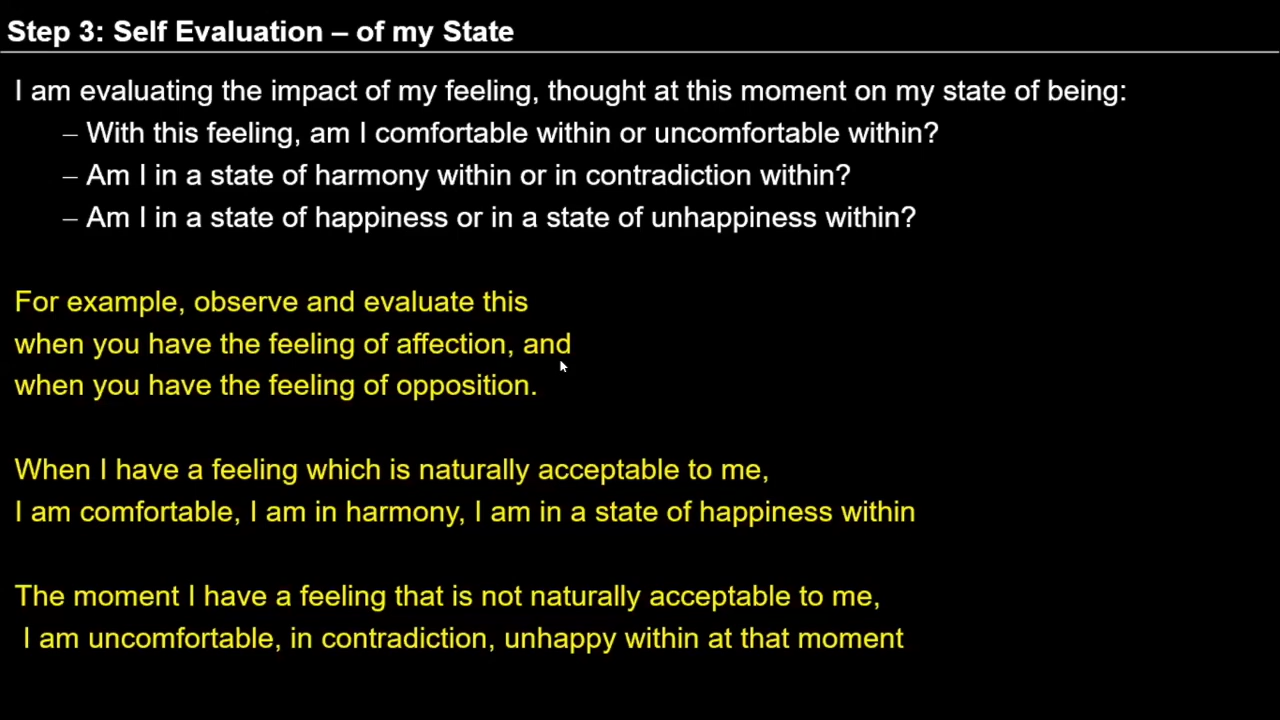 Step 3: Self Evaluation – of my State
I am evaluating the impact of my feeling, thought at this moment on my state of being:
– With this feeling, am I comfortable within or uncomfortable within?
– Am I in a state of harmony within or in contradiction within?
– Am I in a state of happiness or in a state of unhappiness within?
For example, observe and evaluate this
when you have the feeling of affection, and
when you have the feeling of opposition.
When I have a feeling which is naturally acceptable to me,
I am comfortable, I am in harmony, I am in a state of happiness within
The moment I have a feeling that is not naturally acceptable to me,
I am uncomfortable, in contradiction, unhappy within at that moment